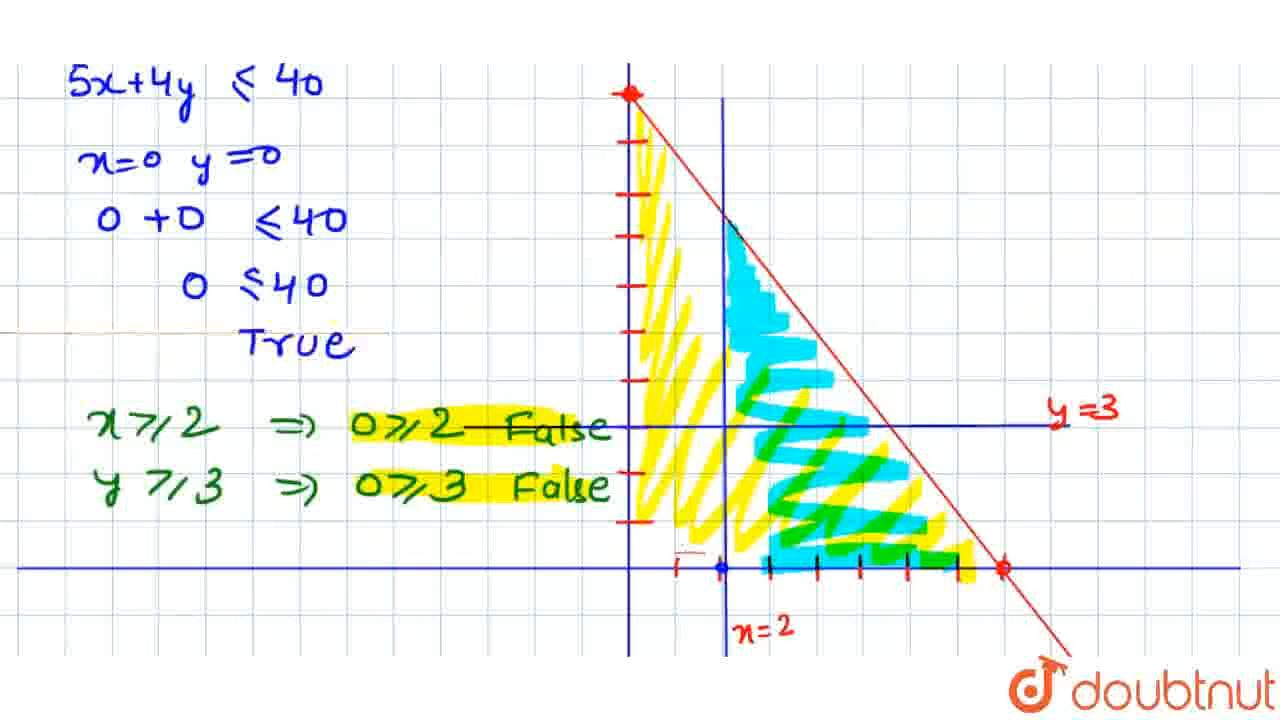 5x+4y ≤ 40
x=0 y=0
0 +0 ≤40
0 ≤40
True
x≥2 ⇒ 0≥2 False
y≥3 ⇒ 0≥3 False
y=3
x=2
doubtnut